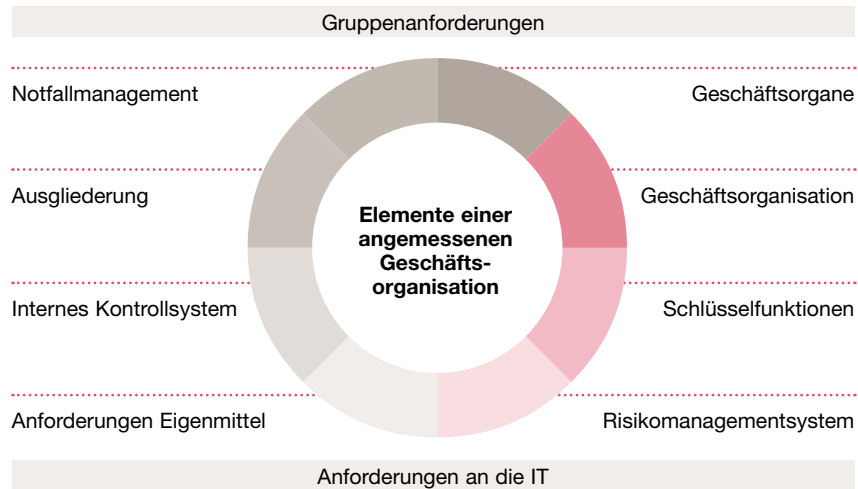 Gruppenanforderungen
Notfallmanagement
Geschäftsorgane
Ausgliederung
Geschäftsorganisation
Elemente einer
angemessenen
Geschäfts-
organisation
Internes Kontrollsystem
Schlüsselfunktionen
Anforderungen Eigenmittel
Risikomanagementsystem
Anforderungen an die IT